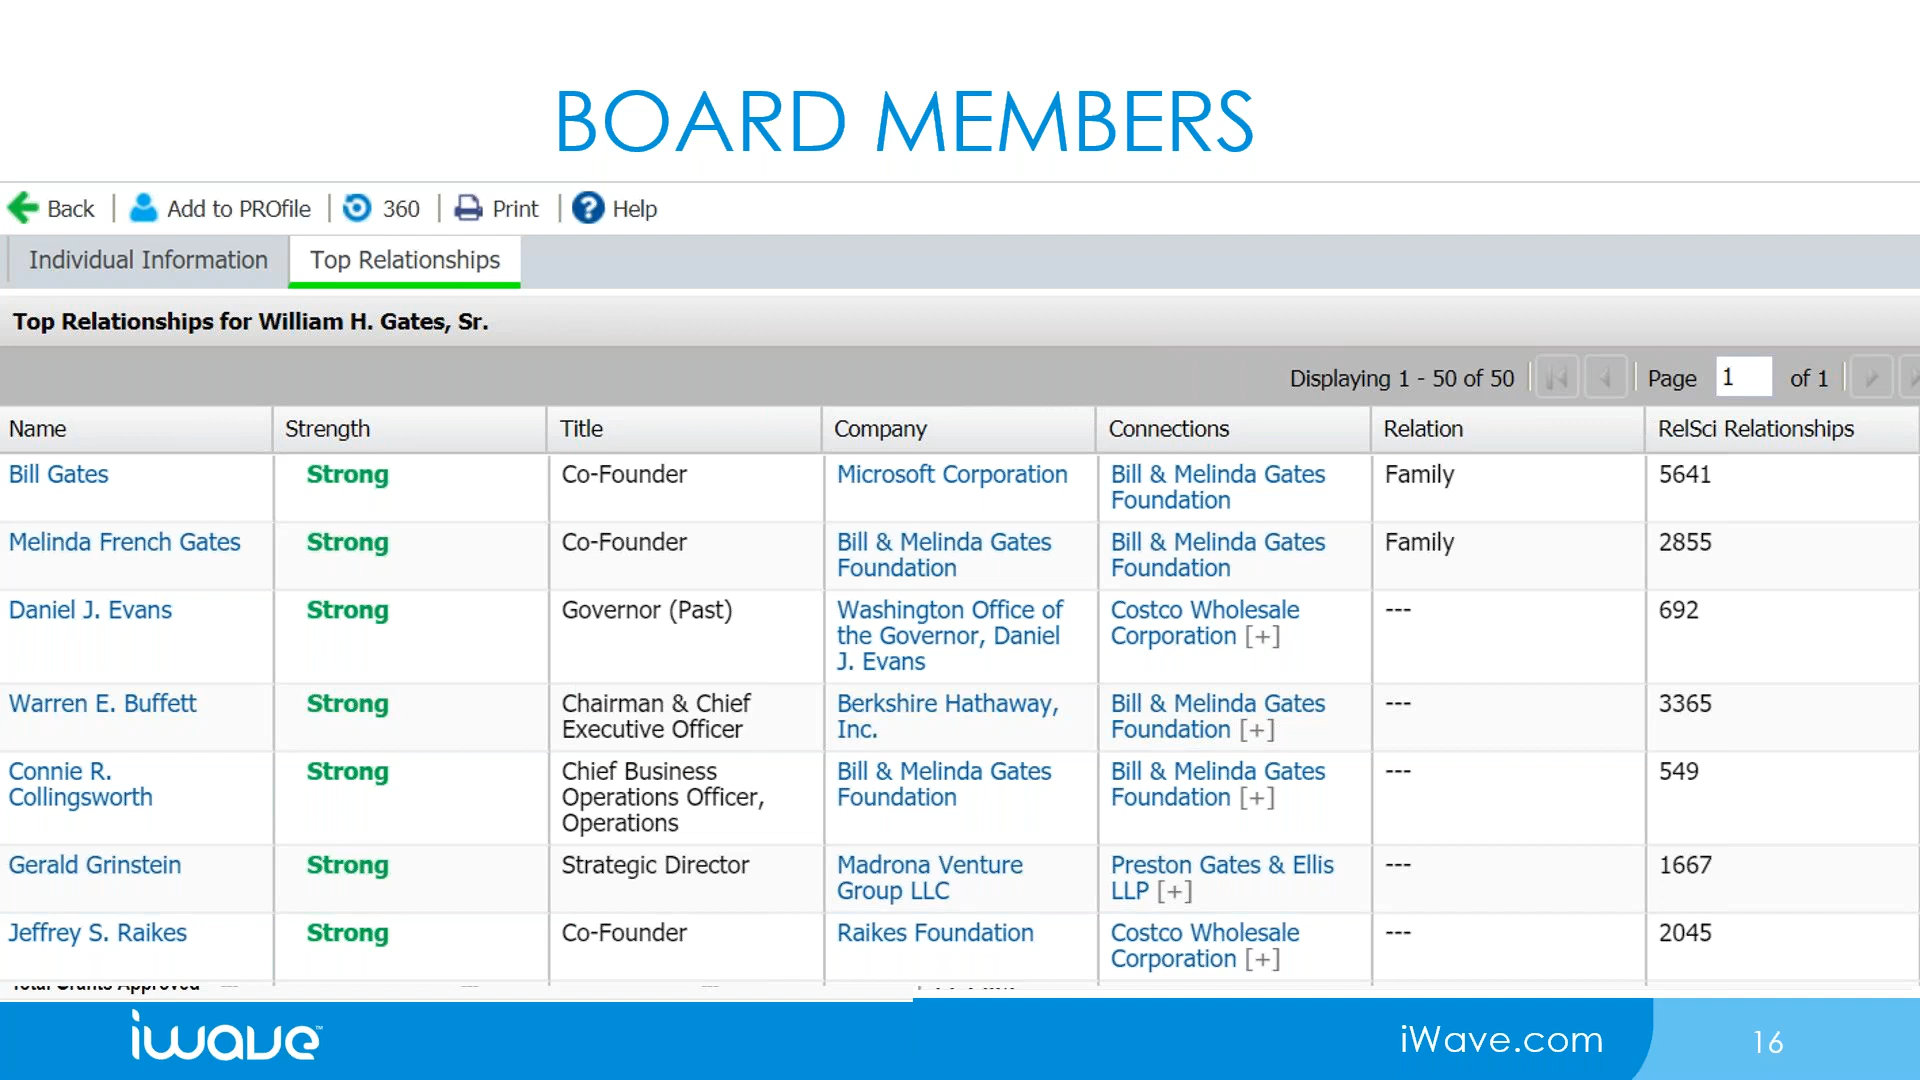 BOARD MEMBERS
Back | Add to PROfile | 360 | Print | Help
Individual Information Top Relationships
Top Relationships for William H. Gates, Sr.
Displaying 1 - 50 of 50 Page 1 of 1
Name Strength Title Company Connections Relation RelSci Relationships
Bill Gates Strong Co-Founder Microsoft Corporation Bill & Melinda Gates Family 5641
Foundation
Melinda French Gates Strong Co-Founder Bill & Melinda Gates Bill & Melinda Gates Family 2855
Foundation Foundation
Daniel J. Evans Strong Governor (Past) Washington Office of Costco Wholesale --- 692
the Governor, Daniel Corporation [+]
J. Evans
Warren E. Buffett Strong Chairman & Chief Berkshire Hathaway, Bill & Melinda Gates --- 3365
Executive Officer Inc. Foundation [+]
Connie R. Strong Chief Business Bill & Melinda Gates Bill & Melinda Gates --- 549
Collingsworth Operations Officer, Foundation Foundation [+]
Operations
Gerald Grinstein Strong Strategic Director Madrona Venture Preston Gates & Ellis --- 1667
Group LLC LLP [+]
Jeffrey S. Raikes Strong Co-Founder Raikes Foundation Costco Wholesale --- 2045
Corporation [+]
Total Grants Approved
iwave™ iWave.com 16